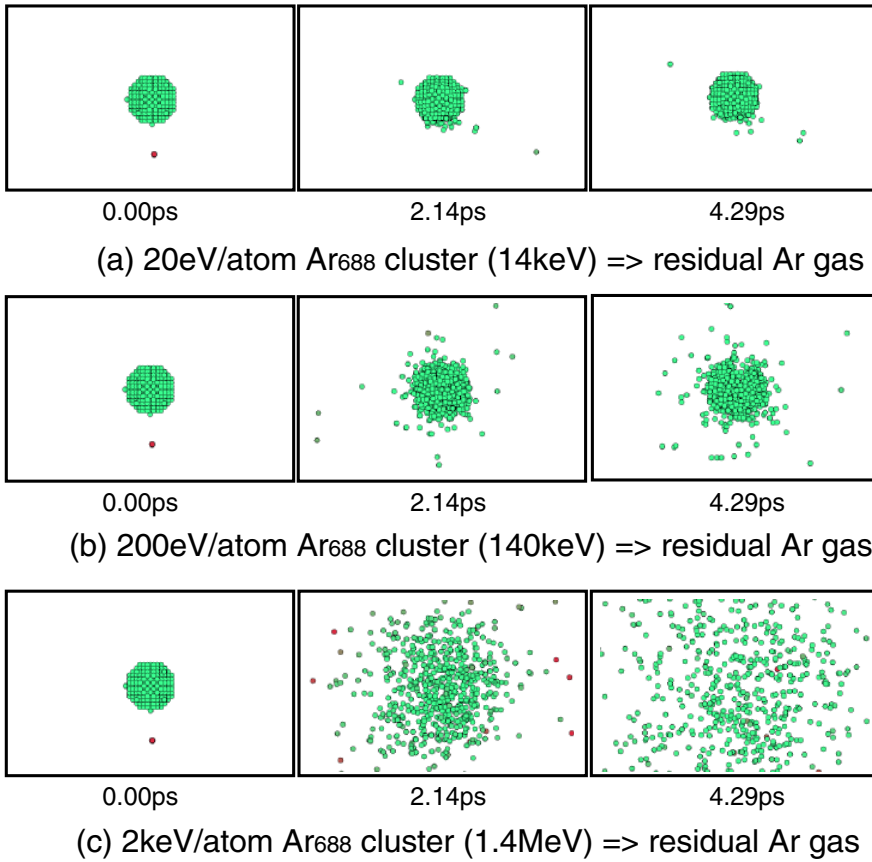 0.00ps 2.14ps 4.29ps
(a) 20eV/atom Ar688 cluster (14keV) => residual Ar gas
0.00ps 2.14ps 4.29ps
(b) 200eV/atom Ar688 cluster (140keV) => residual Ar gas
0.00ps 2.14ps 4.29ps
(c) 2keV/atom Ar688 cluster (1.4MeV) => residual Ar gas